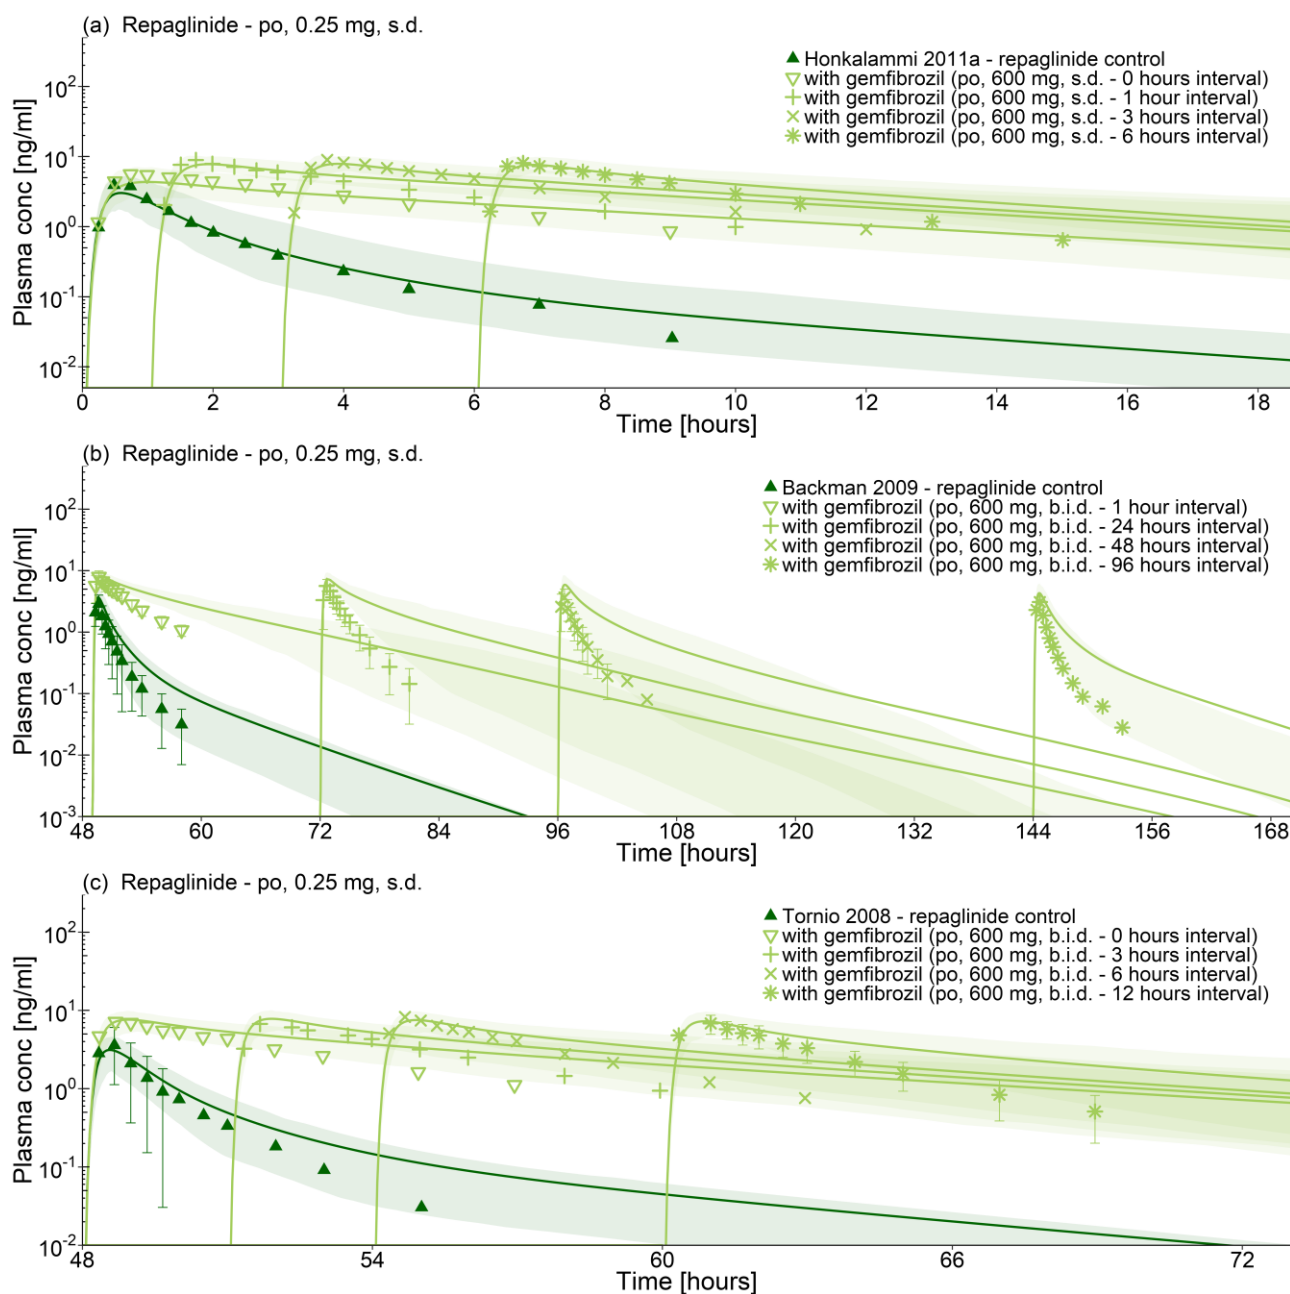 (a) Repaglinide - po, 0.25 mg, s.d.
Honkalammi 2011a - repaglinide control
with gemfibrozil (po, 600 mg, s.d. - 0 hours interval)
with gemfibrozil (po, 600 mg, s.d. - 1 hour interval)
with gemfibrozil (po, 600 mg, s.d. - 3 hours interval)
with gemfibrozil (po, 600 mg, s.d. - 6 hours interval)
Plasma conc [ng/ml]
10²
10¹
10⁰
10⁻¹
10⁻²
0 2 4 6 8 10 12 14 16 18
Time [hours]
(b) Repaglinide - po, 0.25 mg, s.d.
Backman 2009 - repaglinide control
with gemfibrozil (po, 600 mg, b.i.d. - 1 hour interval)
with gemfibrozil (po, 600 mg, b.i.d. - 24 hours interval)
with gemfibrozil (po, 600 mg, b.i.d. - 48 hours interval)
with gemfibrozil (po, 600 mg, b.i.d. - 96 hours interval)
Plasma conc [ng/ml]
10²
10¹
10⁰
10⁻¹
10⁻²
10⁻³
48 60 72 84 96 108 120 132 144 156 168
Time [hours]
(c) Repaglinide - po, 0.25 mg, s.d.
Tornio 2008 - repaglinide control
with gemfibrozil (po, 600 mg, b.i.d. - 0 hours interval)
with gemfibrozil (po, 600 mg, b.i.d. - 3 hours interval)
with gemfibrozil (po, 600 mg, b.i.d. - 6 hours interval)
with gemfibrozil (po, 600 mg, b.i.d. - 12 hours interval)
Plasma conc [ng/ml]
10²
10¹
10⁰
10⁻¹
10⁻²
48 54 60 66 72
Time [hours]